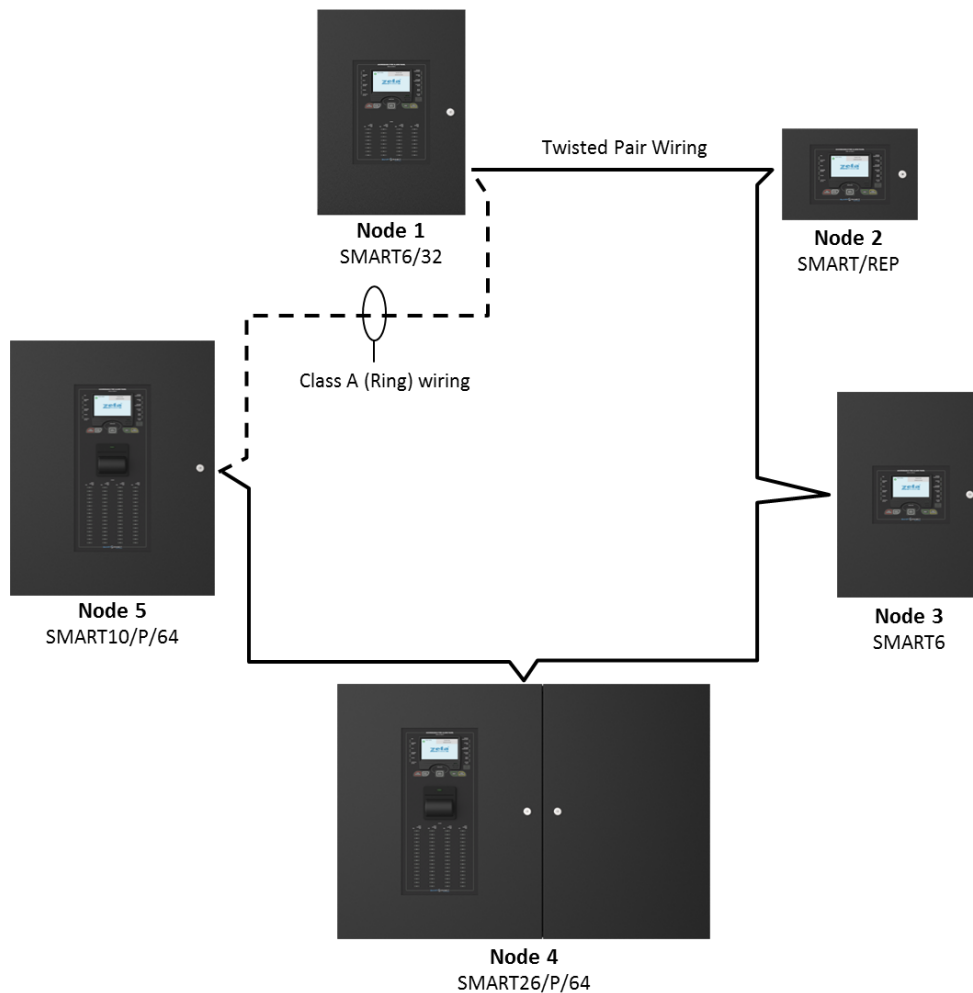 Node 1
SMART6/32
Twisted Pair Wiring
Node 2
SMART/REP
Class A (Ring) wiring
Node 5
SMART10/P/64
Node 3
SMART6
Node 4
SMART26/P/64